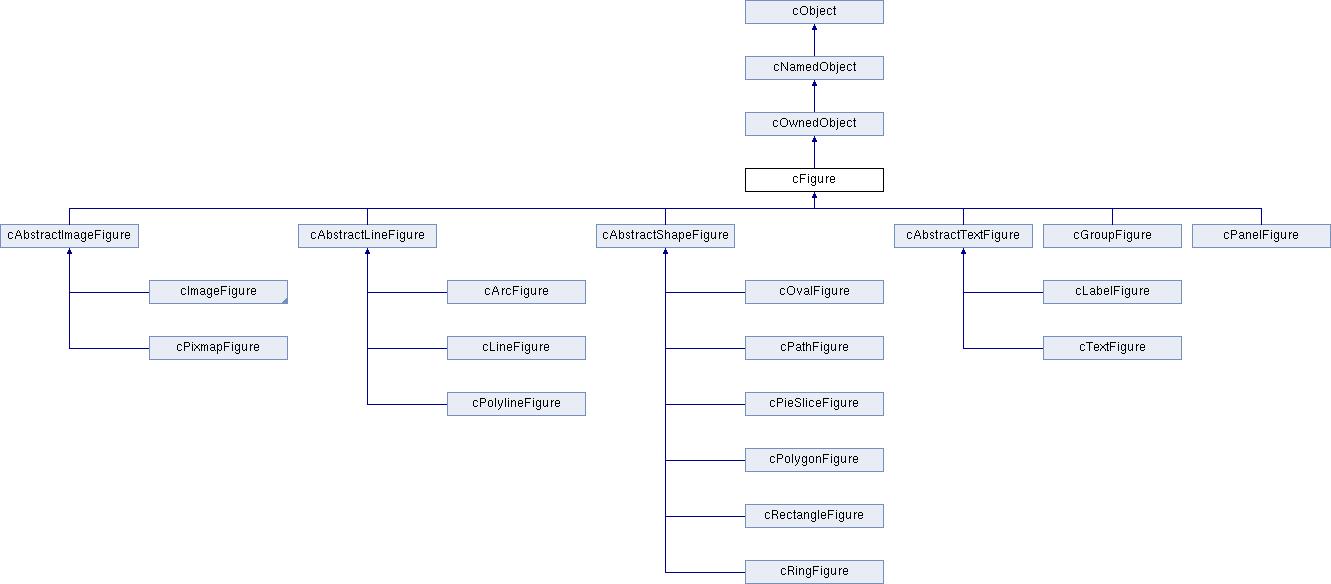 cObject
cNamedObject
cOwnedObject
cFigure
cAbstractImageFigure
cAbstractLineFigure
cAbstractShapeFigure
cAbstractTextFigure
cGroupFigure
cPanelFigure
cImageFigure
cArcFigure
cOvalFigure
cLabelFigure
cPixmapFigure
cLineFigure
cPathFigure
cTextFigure
cPolylineFigure
cPieSliceFigure
cPolygonFigure
cRectangleFigure
cRingFigure